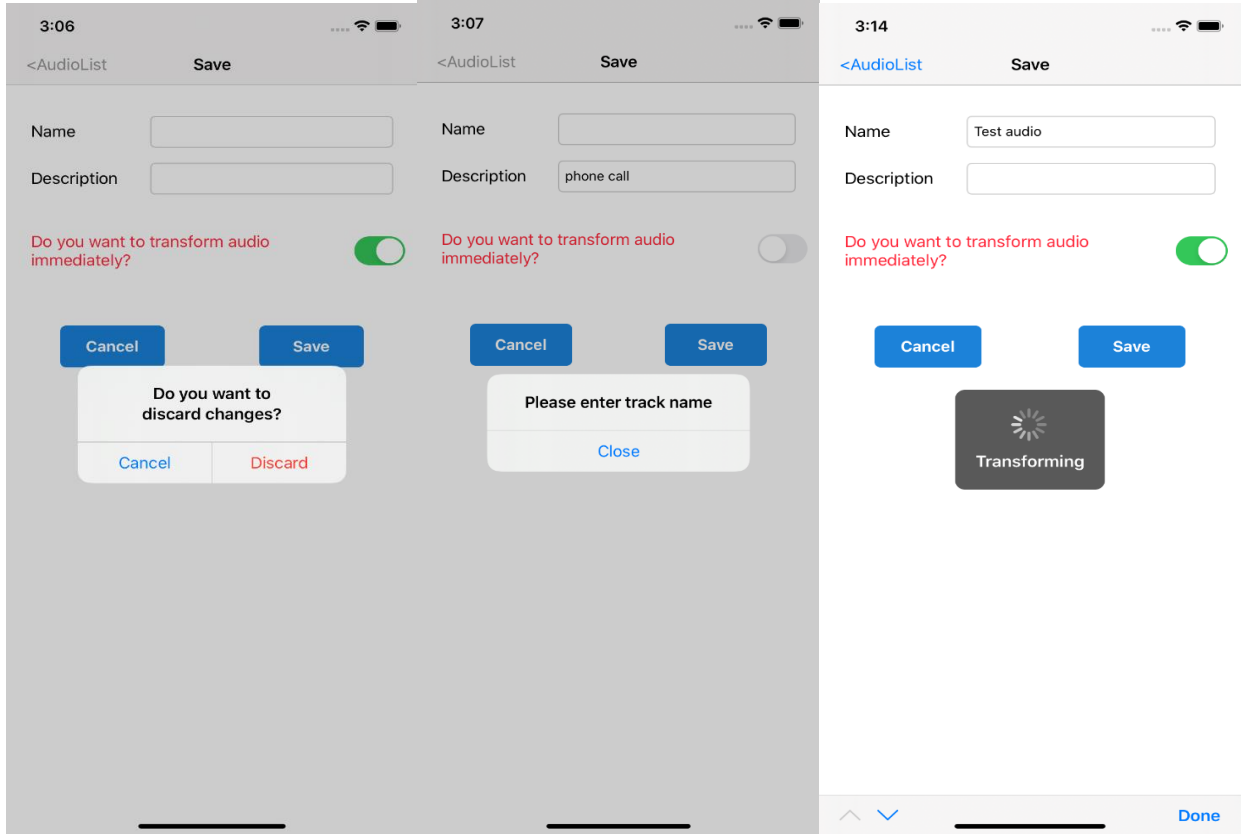 3:06
<AudioList Save
Name
Description
Do you want to transform audio
immediately?
Cancel Save
Do you want to
discard changes?
Cancel Discard
3:07
<AudioList Save
Name
Description phone call
Do you want to transform audio
immediately?
Cancel Save
Please enter track name
Close
3:14
<AudioList Save
Name Test audio
Description
Do you want to transform audio
immediately?
Cancel Save
Transforming
Done